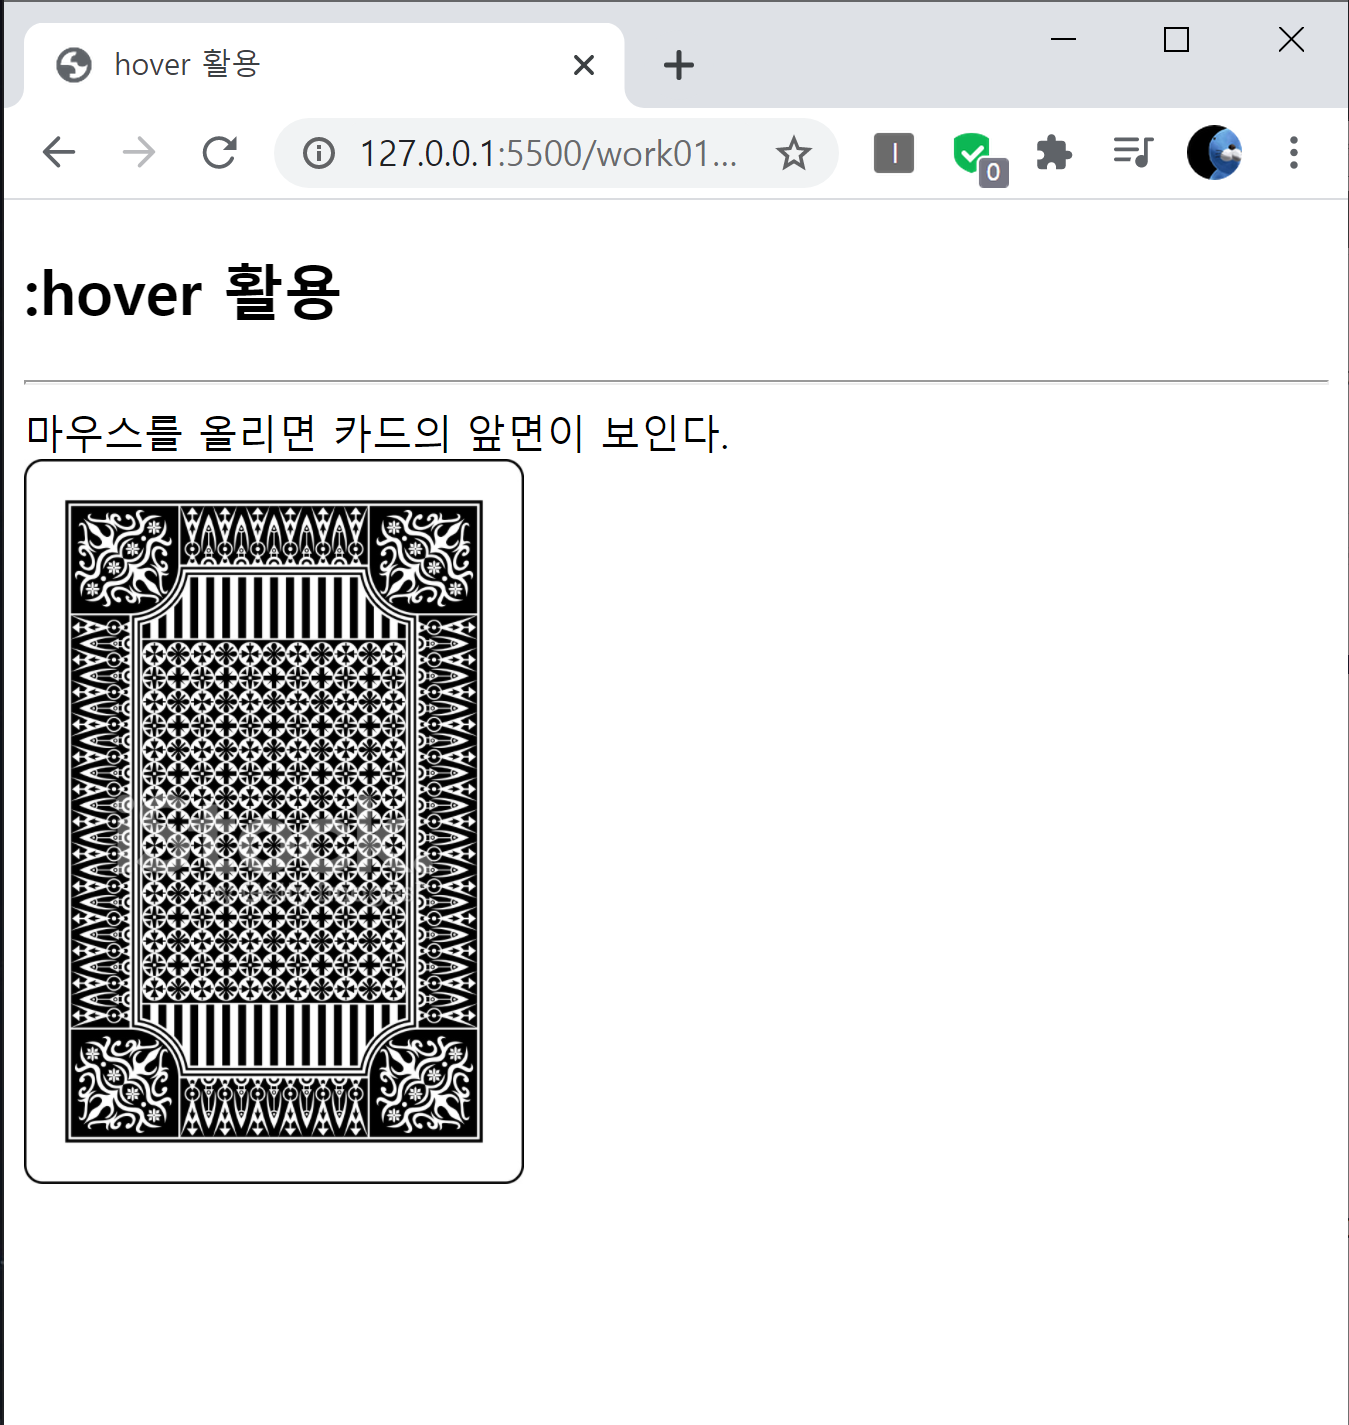 hover 활용
127.0.0.1:5500/work01...
0
:hover 활용
마우스를 올리면 카드의 앞면이 보인다.